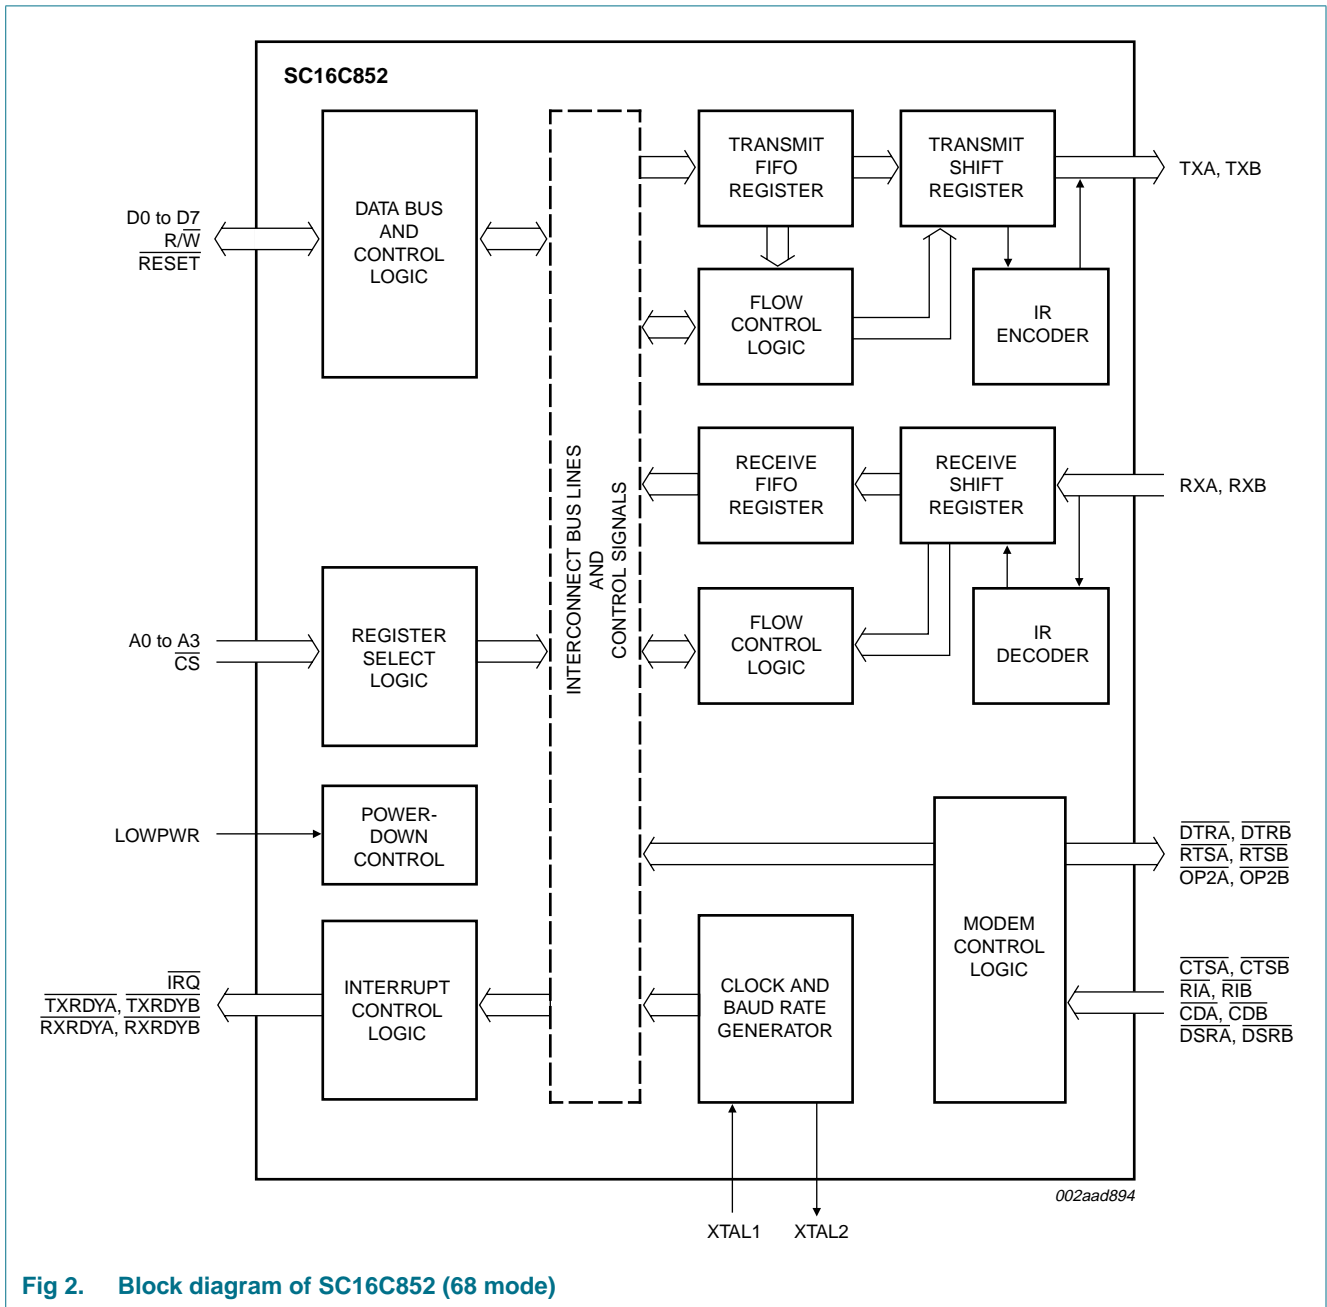 SC16C852
D0 to D7
R/W
RESET
DATA BUS
AND
CONTROL
LOGIC
TRANSMIT
FIFO
REGISTER
TRANSMIT
SHIFT
REGISTER
TXA, TXB
FLOW
CONTROL
LOGIC
IR
ENCODER
INTERCONNECT BUS LINES
AND
CONTROL SIGNALS
RECEIVE
FIFO
REGISTER
RECEIVE
SHIFT
REGISTER
RXA, RXB
A0 to A3
CS
REGISTER
SELECT
LOGIC
FLOW
CONTROL
LOGIC
IR
DECODER
LOWPWR
POWER-
DOWN
CONTROL
DTRA, DTRB
RTSA, RTSB
OP2A, OP2B
MODEM
CONTROL
LOGIC
IRQ
TXRDYA, TXRDYB
RXRDYA, RXRDYB
INTERRUPT
CONTROL
LOGIC
CLOCK AND
BAUD RATE
GENERATOR
CTSA, CTSB
RIA, RIB
CDA, CDB
DSRA, DSRB
002aad894
XTAL1 XTAL2
Fig 2. Block diagram of SC16C852 (68 mode)